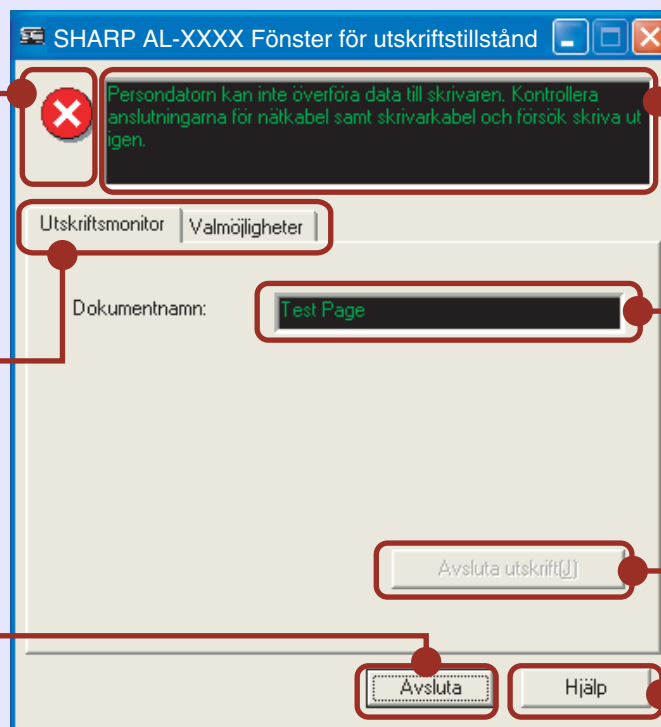 SHARP AL-XXXX Fönster för utskriftstillstånd
Persondatorn kan inte överföra data till skrivaren. Kontrollera
anslutningarna för nätkabel samt skrivarkabel och försök skriva ut
igen.
Utskriftsmonitor Valmöjligheter
Dokumentnamn: Test Page
Avsluta utskrift(J)
Avsluta Hjälp